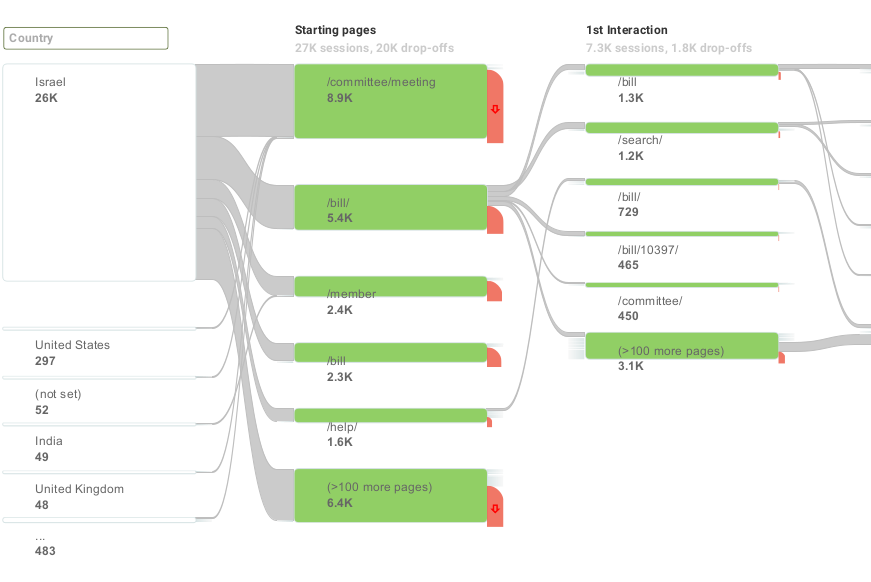 Country
Israel
26K
United States
297
(not set)
52
India
49
United Kingdom
48
...
483
Starting pages
27K sessions, 20K drop-offs
/committee/meeting
8.9K
/bill/
5.4K
/member
2.4K
/bill
2.3K
/help/
1.6K
(>100 more pages)
6.4K
1st Interaction
7.3K sessions, 1.8K drop-offs
/bill
1.3K
/search/
1.2K
/bill/
729
/bill/10397/
465
/committee/
450
(>100 more pages)
3.1K